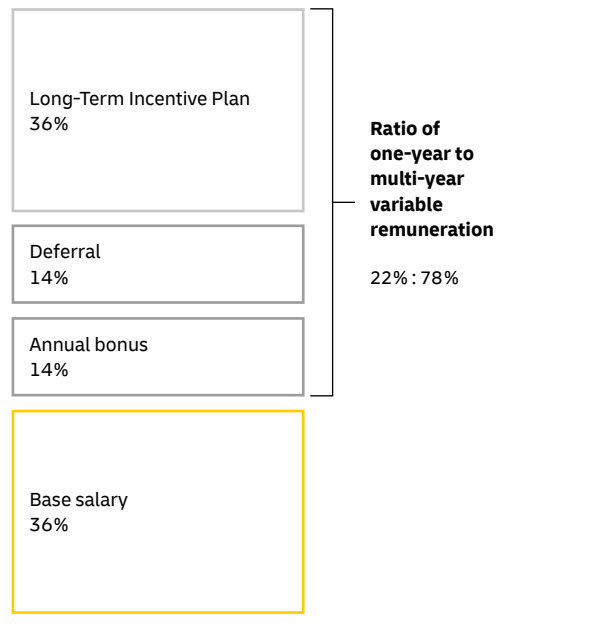 Long-Term Incentive Plan
36%
Deferral
14%
Annual bonus
14%
Base salary
36%
Ratio of
one-year to
multi-year
variable
remuneration
22% : 78%